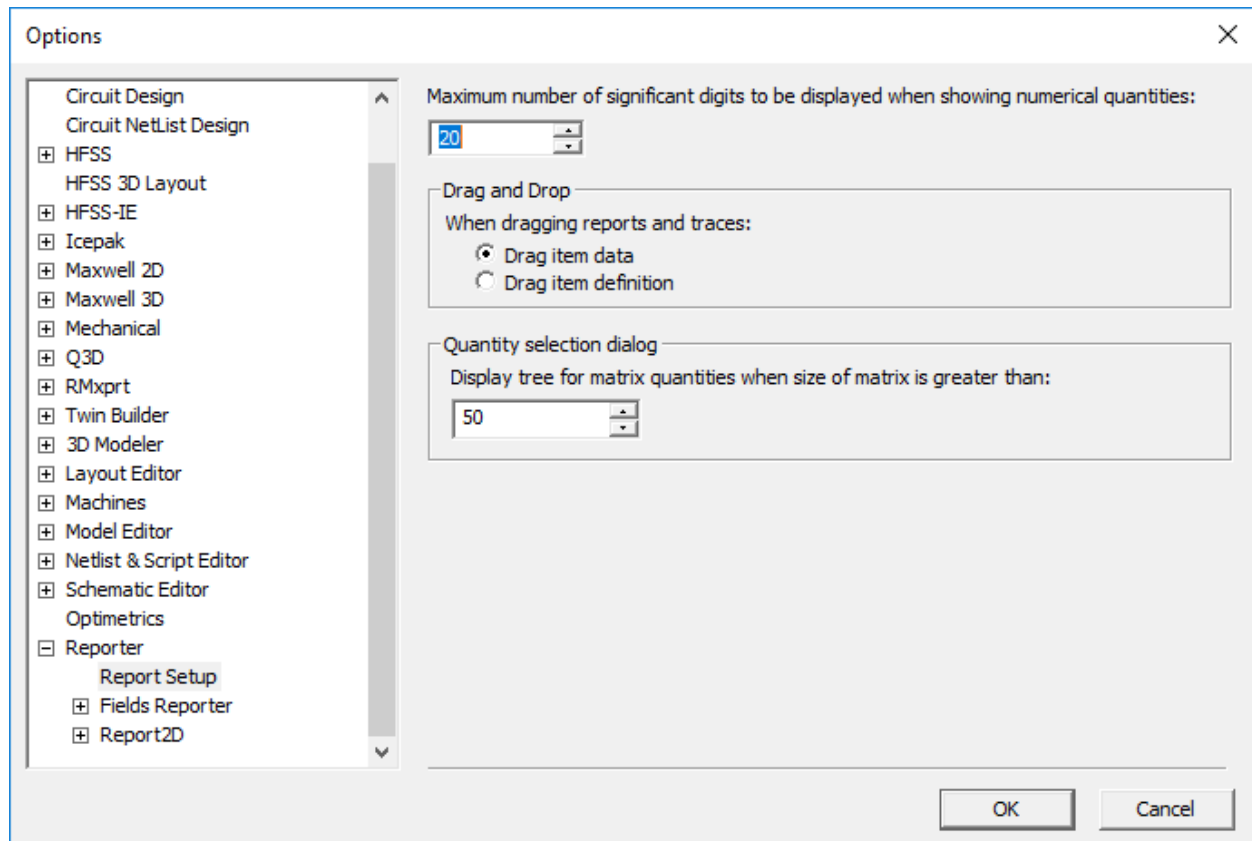 Options
Circuit Design
Circuit NetList Design
HFSS
HFSS 3D Layout
HFSS-IE
Icepak
Maxwell 2D
Maxwell 3D
Mechanical
Q3D
RMxprt
Twin Builder
3D Modeler
Layout Editor
Machines
Model Editor
Netlist & Script Editor
Schematic Editor
Optimetrics
Reporter
Report Setup
Fields Reporter
Report2D
Maximum number of significant digits to be displayed when showing numerical quantities:
20
Drag and Drop
When dragging reports and traces:
Drag item data
Drag item definition
Quantity selection dialog
Display tree for matrix quantities when size of matrix is greater than:
50
OK
Cancel